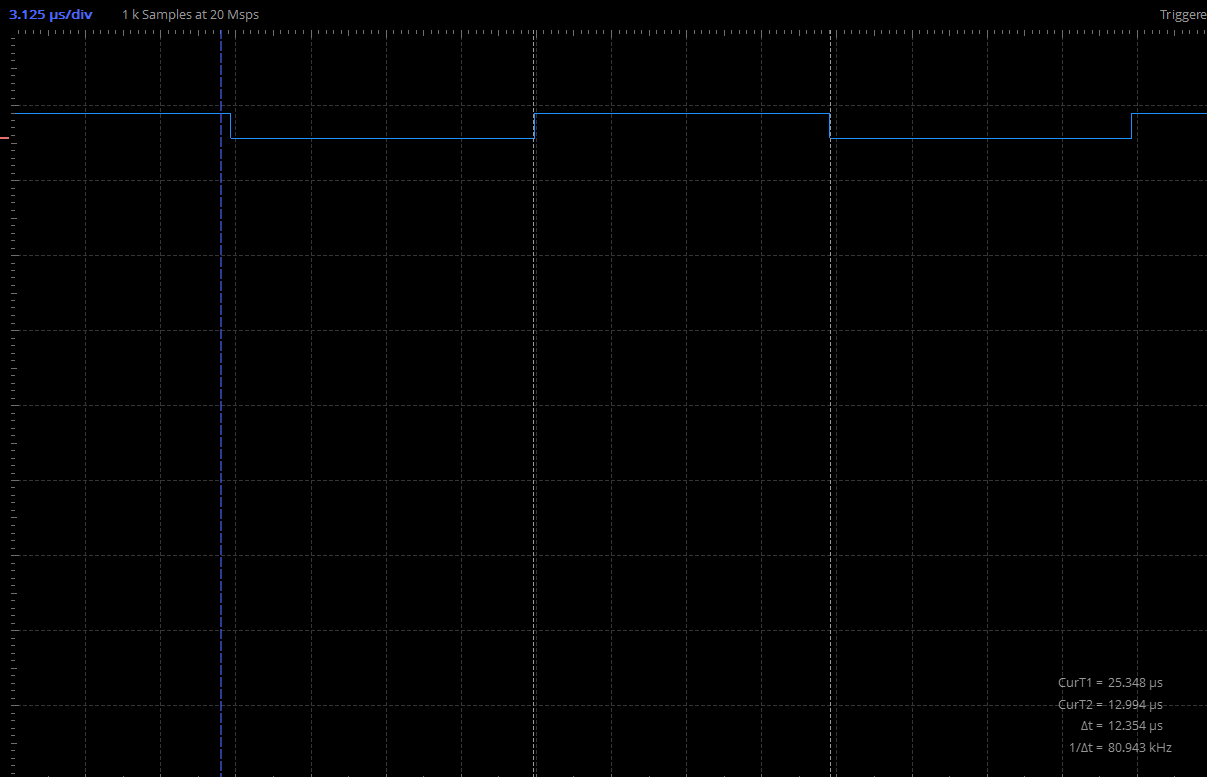 3.125 µs/div 1 k Samples at 20 Msps Triggere
CurT1 = 25.348 µs
CurT2 = 12.994 µs
Δt = 12.354 µs
1/Δt = 80.943 kHz